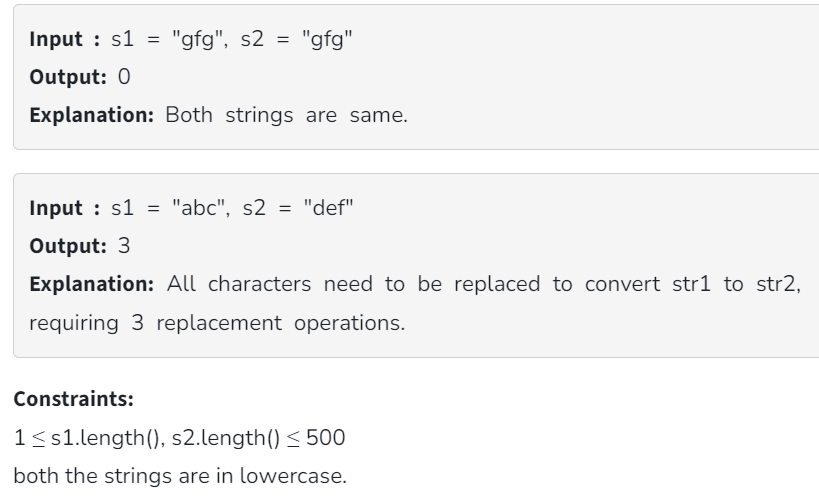 Input : s1 = "gfg", s2 = "gfg"
Output: 0
Explanation: Both strings are same.
Input : s1 = "abc", s2 = "def"
Output: 3
Explanation: All characters need to be replaced to convert str1 to str2,
requiring 3 replacement operations.
Constraints:
1 ≤ s1.length(), s2.length() ≤ 500
both the strings are in lowercase.